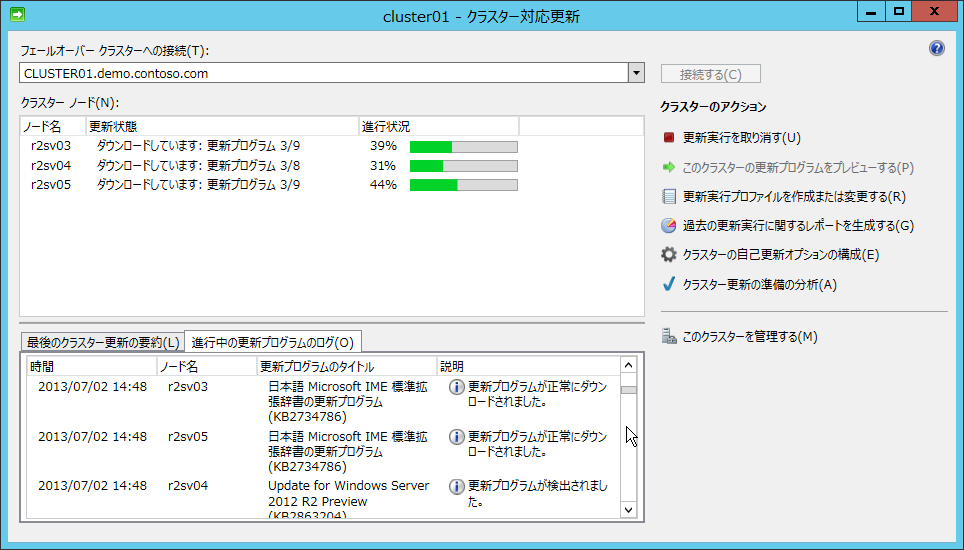 cluster01 - クラスター対応更新
フェールオーバー クラスターへの接続(T):
CLUSTER01.demo.contoso.com
接続する(C)
クラスター ノード(N):
ノード名 更新状態 進行状況
r2sv03 ダウンロードしています: 更新プログラム 3/9 39%
r2sv04 ダウンロードしています: 更新プログラム 3/8 31%
r2sv05 ダウンロードしています: 更新プログラム 3/9 44%
クラスターのアクション
更新実行を取り消す(U)
このクラスターの更新プログラムをプレビューする(P)
更新実行プロファイルを作成または変更する(R)
過去の更新実行に関するレポートを生成する(G)
クラスターの自己更新オプションの構成(E)
クラスター更新の準備の分析(A)
このクラスターを管理する(M)
最後のクラスター更新の要約(L) 進行中の更新プログラムのログ(O)
時間 ノード名 更新プログラムのタイトル 説明
2013/07/02 14:48 r2sv03 日本語 Microsoft IME 標準拡 更新プログラムが正常にダウン
張辞書の更新プログラム ロードされました。
(KB2734786)
2013/07/02 14:48 r2sv05 日本語 Microsoft IME 標準拡 更新プログラムが正常にダウン
張辞書の更新プログラム ロードされました。
(KB2734786)
2013/07/02 14:48 r2sv04 Update for Windows Server 更新プログラムが検出されまし
2012 R2 Preview た。
(KB2863204)